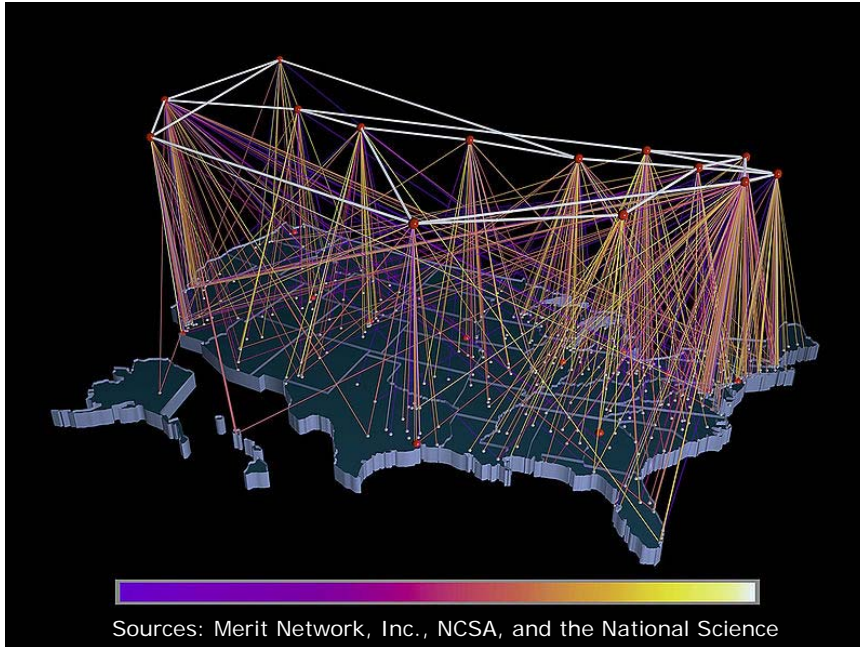 Sources: Merit Network, Inc., NCSA, and the National Science